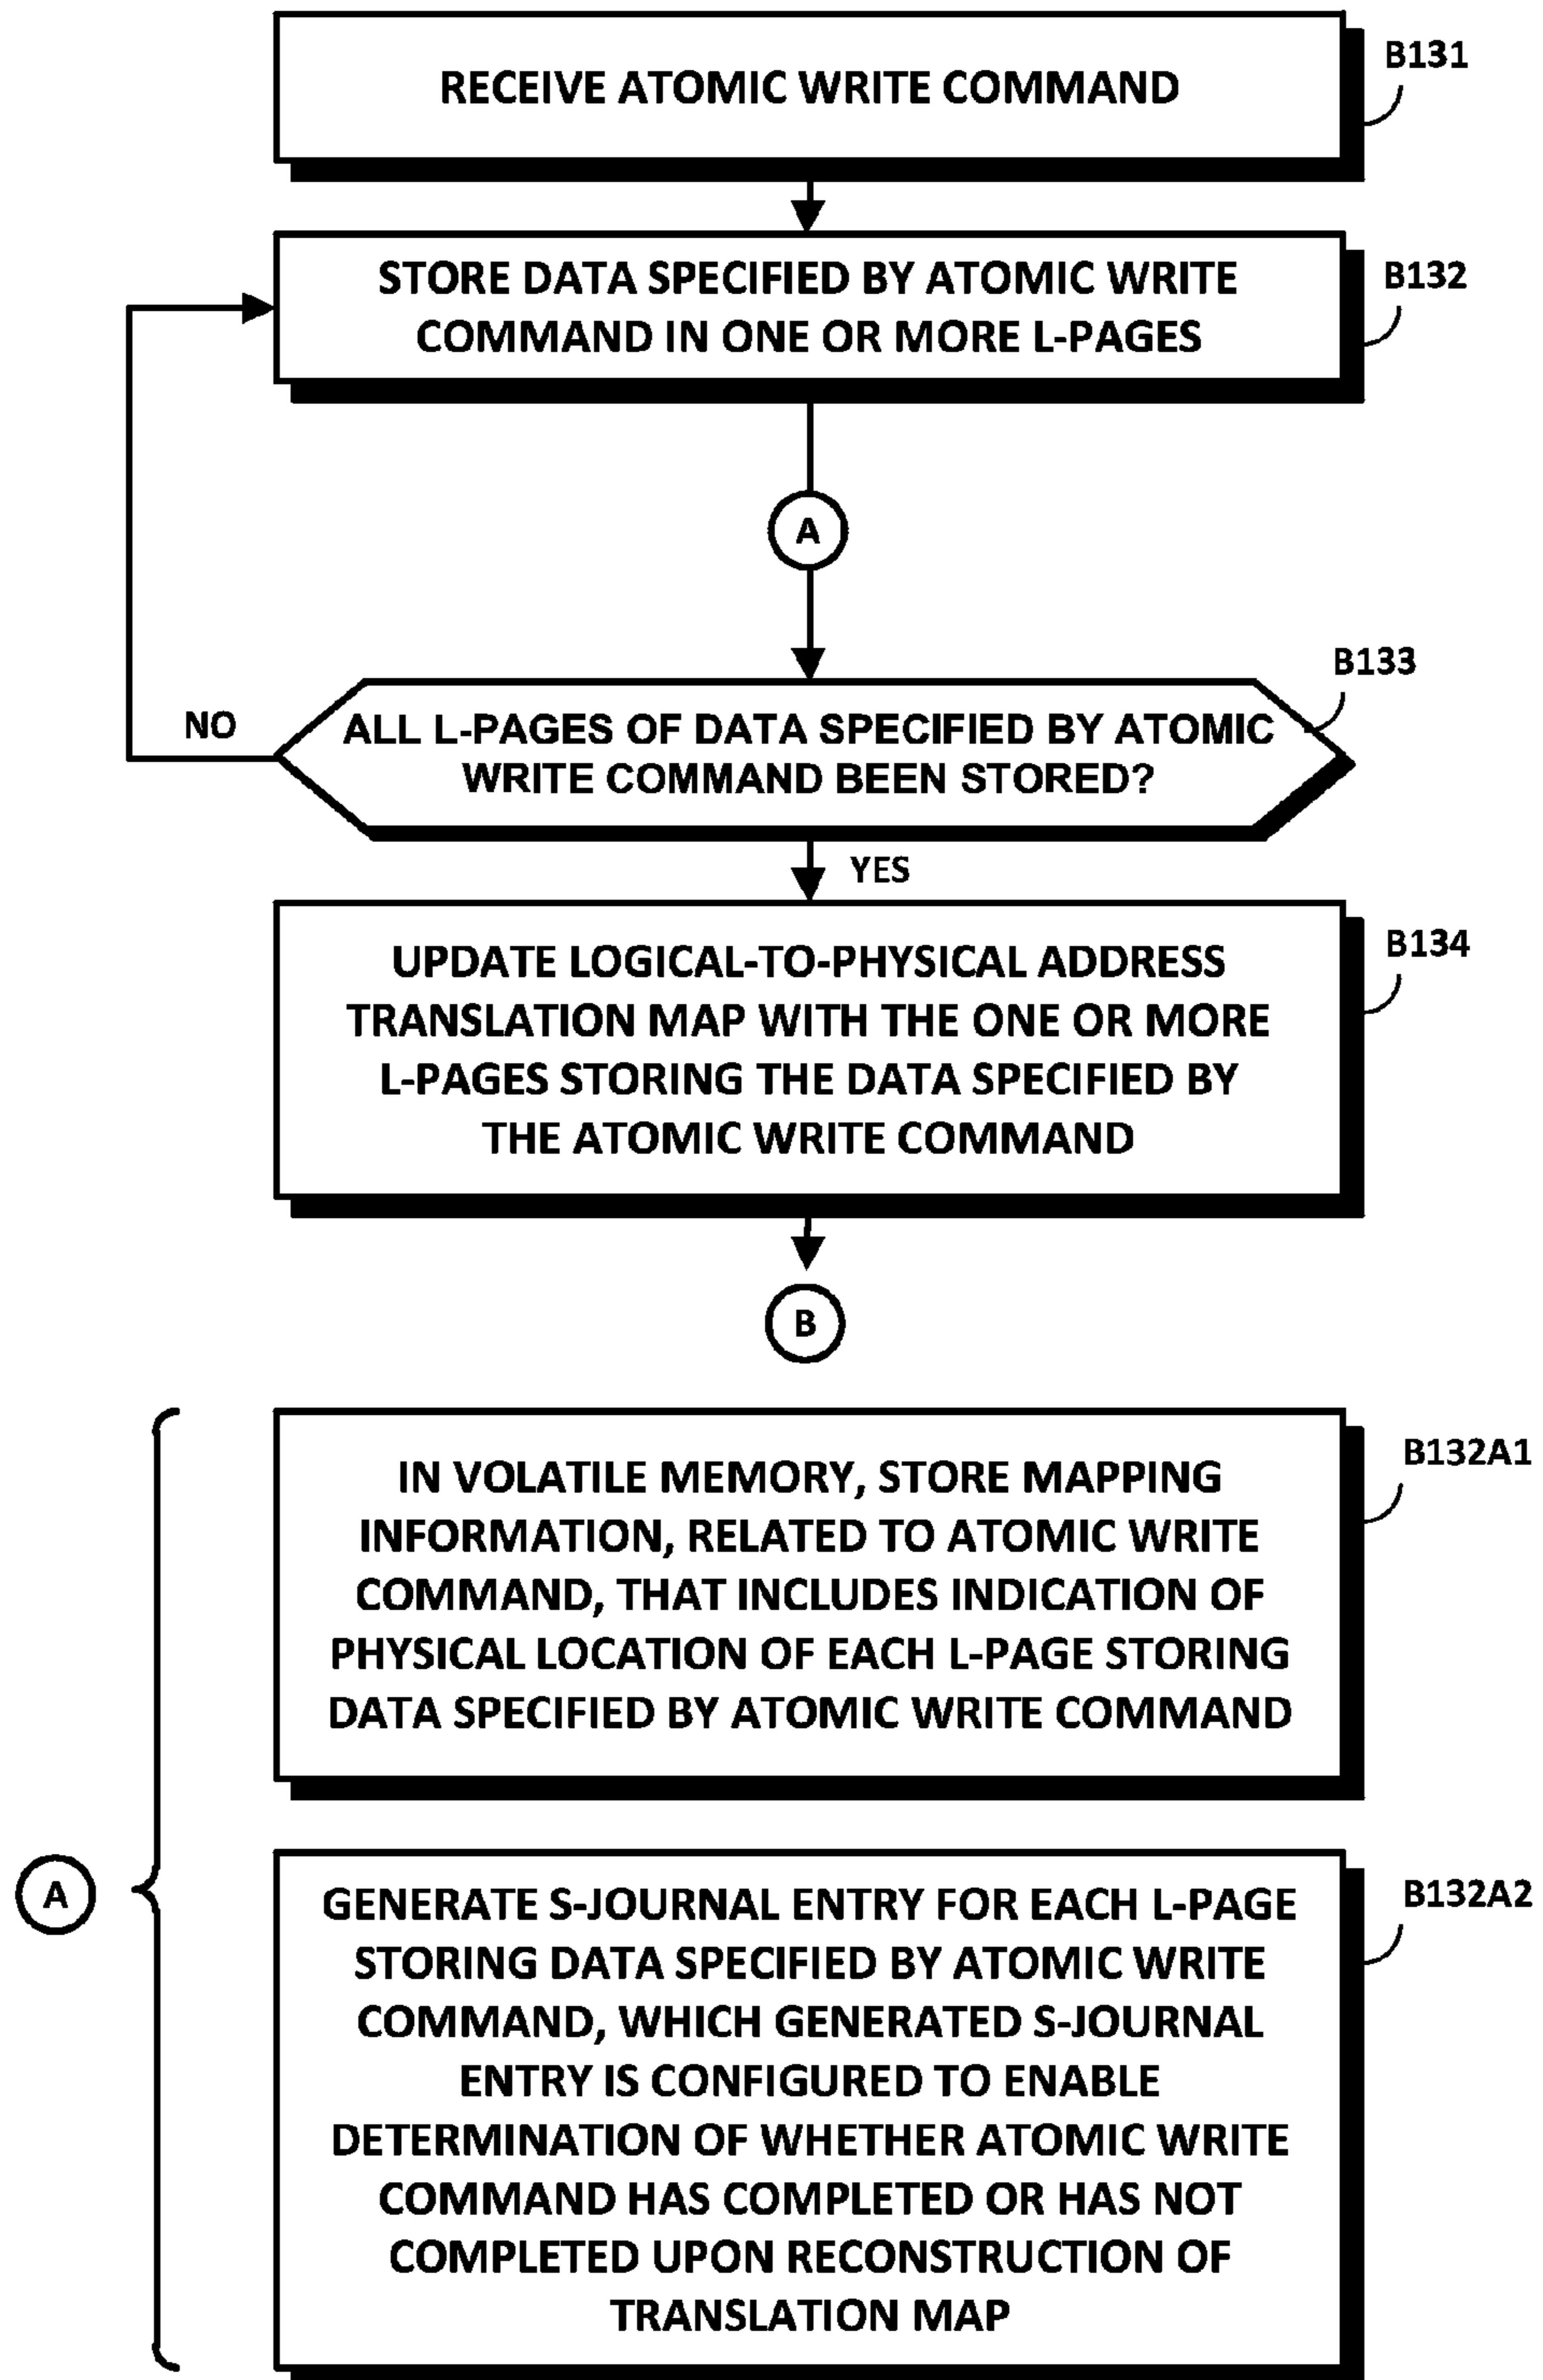 RECEIVE ATOMIC WRITE COMMAND
B131
STORE DATA SPECIFIED BY ATOMIC WRITE
COMMAND IN ONE OR MORE L-PAGES
B132
A
B133
ALL L-PAGES OF DATA SPECIFIED BY ATOMIC
WRITE COMMAND BEEN STORED?
NO
YES
UPDATE LOGICAL-TO-PHYSICAL ADDRESS
TRANSLATION MAP WITH THE ONE OR MORE
L-PAGES STORING THE DATA SPECIFIED BY
THE ATOMIC WRITE COMMAND
B134
B
IN VOLATILE MEMORY, STORE MAPPING
INFORMATION, RELATED TO ATOMIC WRITE
COMMAND, THAT INCLUDES INDICATION OF
PHYSICAL LOCATION OF EACH L-PAGE STORING
DATA SPECIFIED BY ATOMIC WRITE COMMAND
B132A1
A
GENERATE S-JOURNAL ENTRY FOR EACH L-PAGE
STORING DATA SPECIFIED BY ATOMIC WRITE
COMMAND, WHICH GENERATED S-JOURNAL
ENTRY IS CONFIGURED TO ENABLE
DETERMINATION OF WHETHER ATOMIC WRITE
COMMAND HAS COMPLETED OR HAS NOT
COMPLETED UPON RECONSTRUCTION OF
TRANSLATION MAP
B132A2